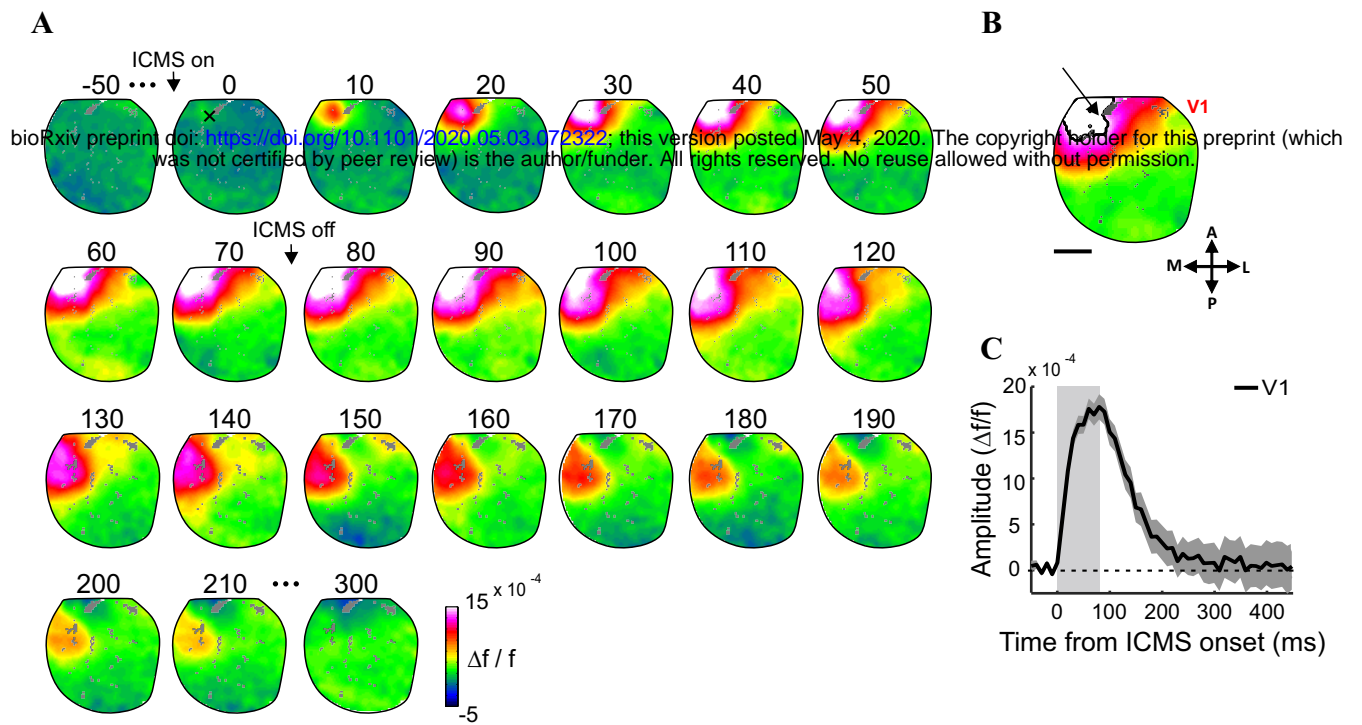 A
B
ICMS on
-50 ••• 0 10 20 30 40 50
V1
bioRxiv preprint doi: https://doi.org/10.1101/2020.05.03.072322; this version posted May 4, 2020. The copyright holder for this preprint (which
was not certified by peer review) is the author/funder. All rights reserved. No reuse allowed without permission.
ICMS off
60 70 80 90 100 110 120
A
M L
P
130 140 150 160 170 180 190
200 210 ••• 300
15 x 10 -4
Δf / f
-5
C
x 10 -4
20
15
10
5
0
V1
Amplitude (Δf/f)
0 100 200 300 400
Time from ICMS onset (ms)